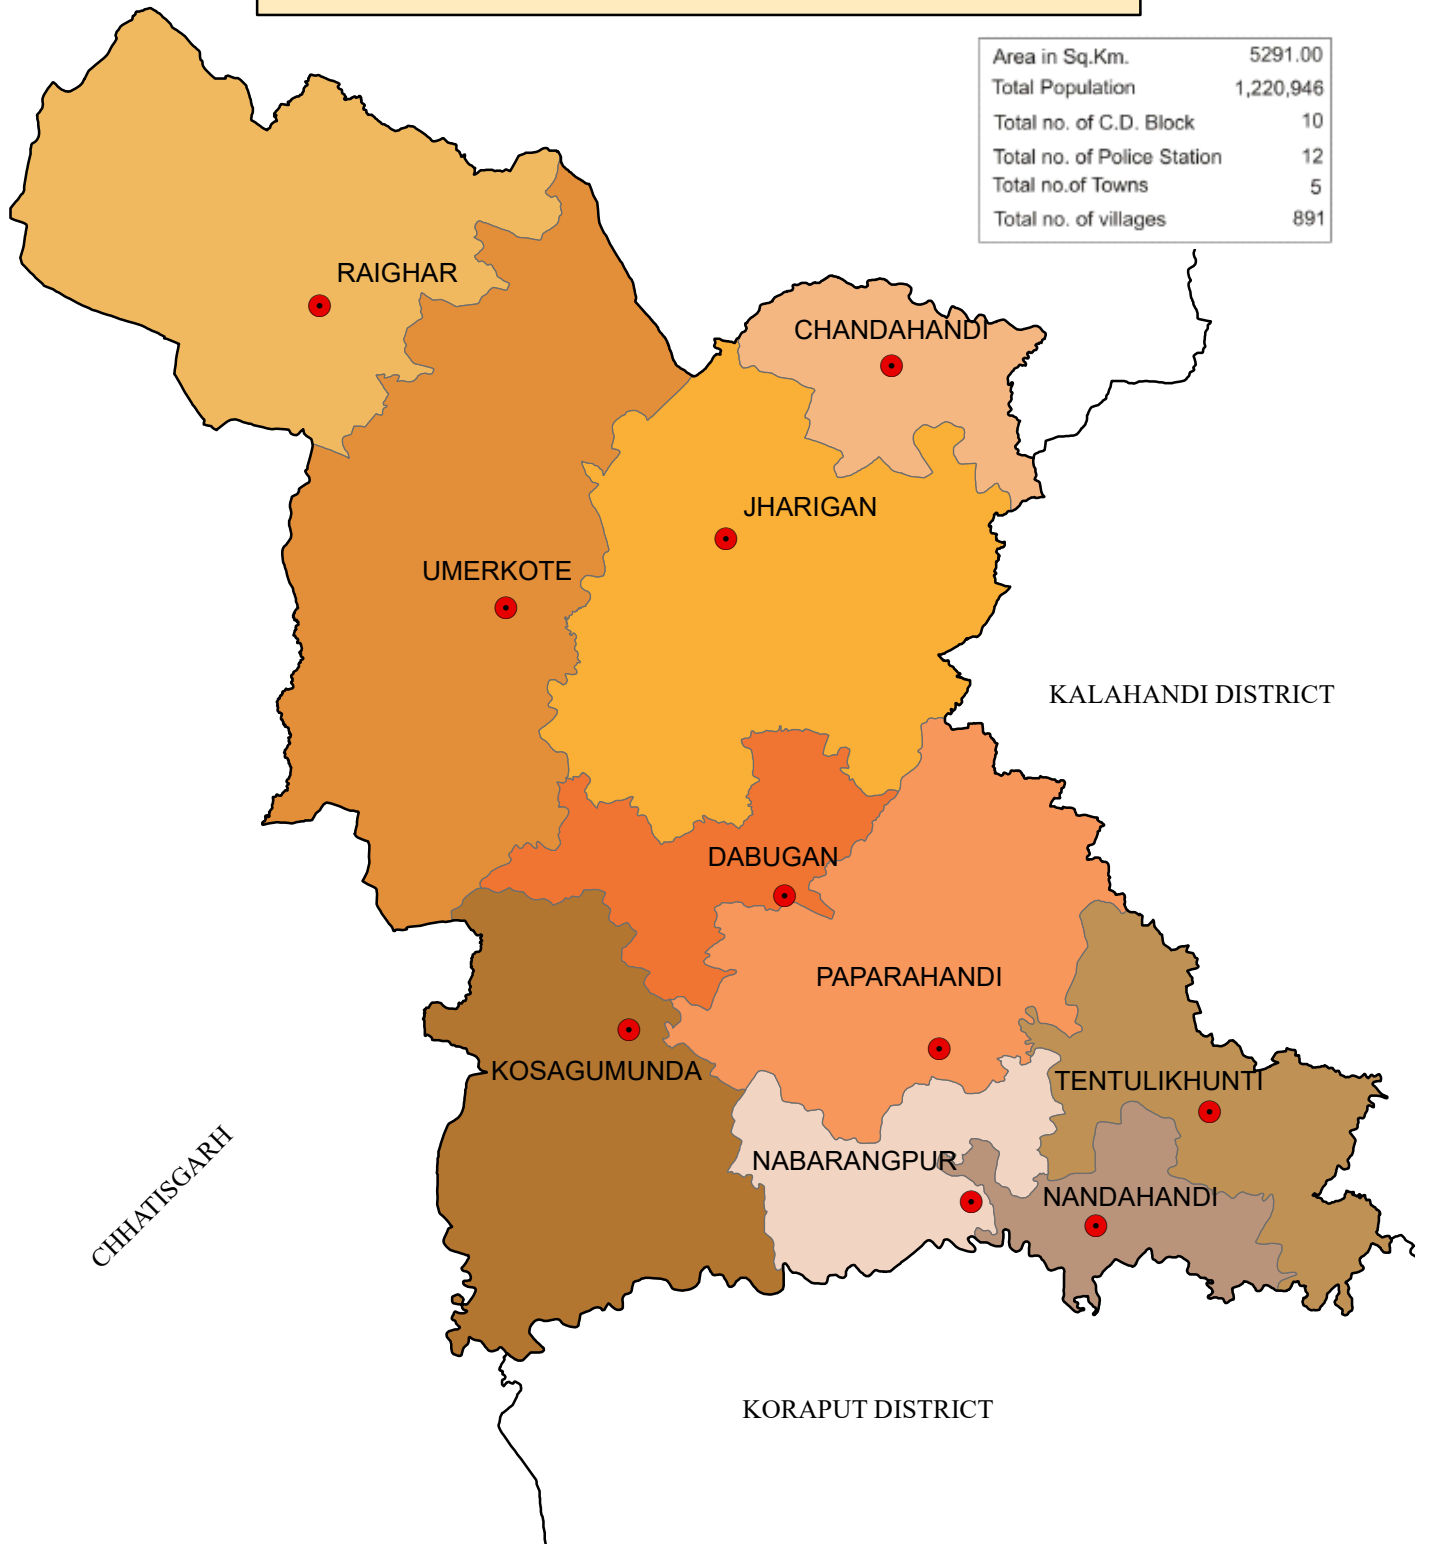 Area in Sq.Km. 5291.00
Total Population 1,220,946
Total no. of C.D. Block 10
Total no. of Police Station 12
Total no.of Towns 5
Total no. of villages 891
RAIGHAR
CHANDAHANDI
JHARIGAN
UMERKOTE
KALAHANDI DISTRICT
DABUGAN
PAPARAHANDI
KOSAGUMUNDA
TENTULIKHUNTI
CHHATISGARH
NABARANGPUR
NANDAHANDI
KORAPUT DISTRICT